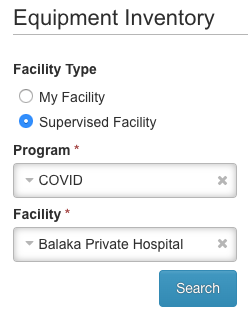 Equipment Inventory
Facility Type
My Facility
Supervised Facility
Program *
COVID
Facility *
Balaka Private Hospital
Search